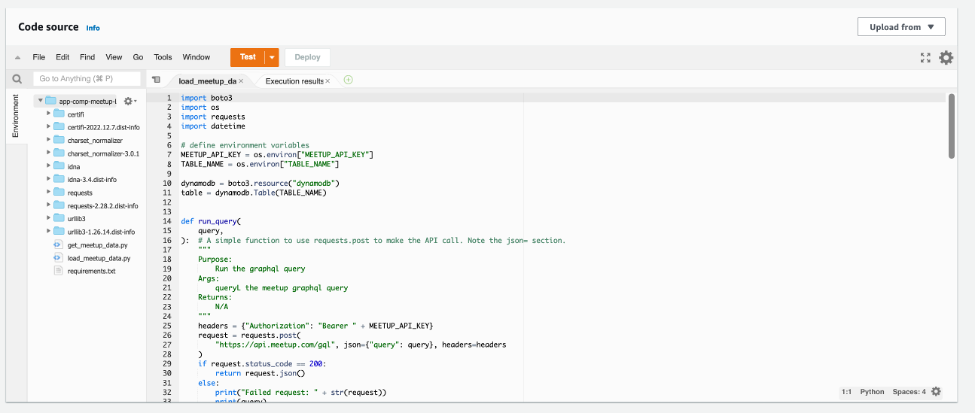 Code source Info
Upload from ▼
File Edit Find View Go Tools Window Test Deploy
Go to Anything (⌘ P)
load_meetup_da × Execution results ×
Environment
app-comp-meetup-l
certifi
certifi-2022.12.7.dist-info
charset_normalizer
charset_normalizer-3.0.1
idna
idna-3.4.dist-info
requests
requests-2.28.2.dist-info
urllib3
urllib3-1.26.14.dist-info
get_meetup_data.py
load_meetup_data.py
requirements.txt
1 import boto3
2 import os
3 import requests
4 import datetime
5
6 # define environment variables
7 MEETUP_API_KEY = os.environ["MEETUP_API_KEY"]
8 TABLE_NAME = os.environ["TABLE_NAME"]
9
10 dynamodb = boto3.resource("dynamodb")
11 table = dynamodb.Table(TABLE_NAME)
12
13
14 def run_query(
15     query,
16 ):  # A simple function to use requests.post to make the API call. Note the json= section.
17     """
18     Purpose:
19         Run the graphql query
20     Args:
21         queryL the meetup graphql query
22     Returns:
23         N/A
24     """
25     headers = {"Authorization": "Bearer " + MEETUP_API_KEY}
26     request = requests.post(
27         "https://api.meetup.com/gql", json={"query": query}, headers=headers
28     )
29     if request.status_code == 200:
30         return request.json()
31     else:
32         print("Failed request: " + str(request))
33         print(query)
1:1 Python Spaces: 4